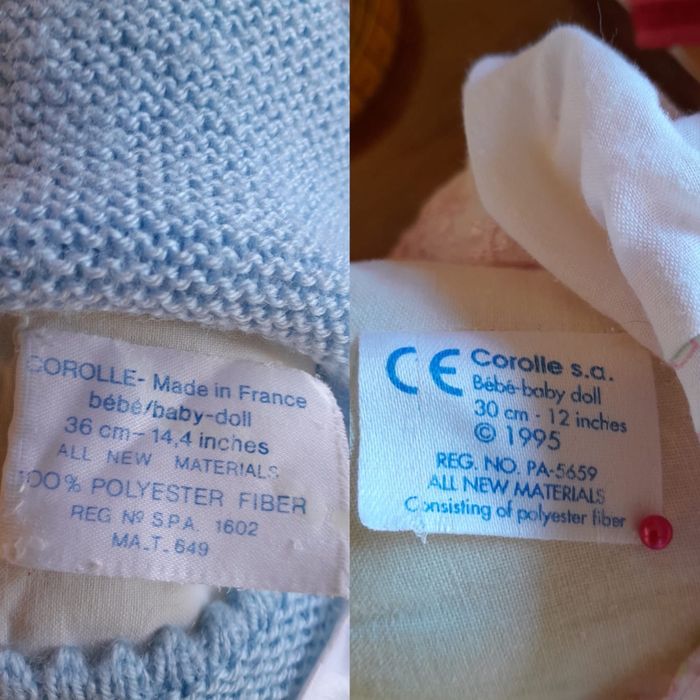 COROLLE- Made in France
bébé/baby-doll
36 cm-14,4 inches
ALL NEW MATERIALS
100% POLYESTER FIBER
REG Nº S.P.A. 1602
MA.T. 649
CE Corolle s.a.
Bébé-baby doll
30 cm - 12 inches
© 1995
REG. NO. PA-5659
ALL NEW MATERIALS
Consisting of polyester fiber